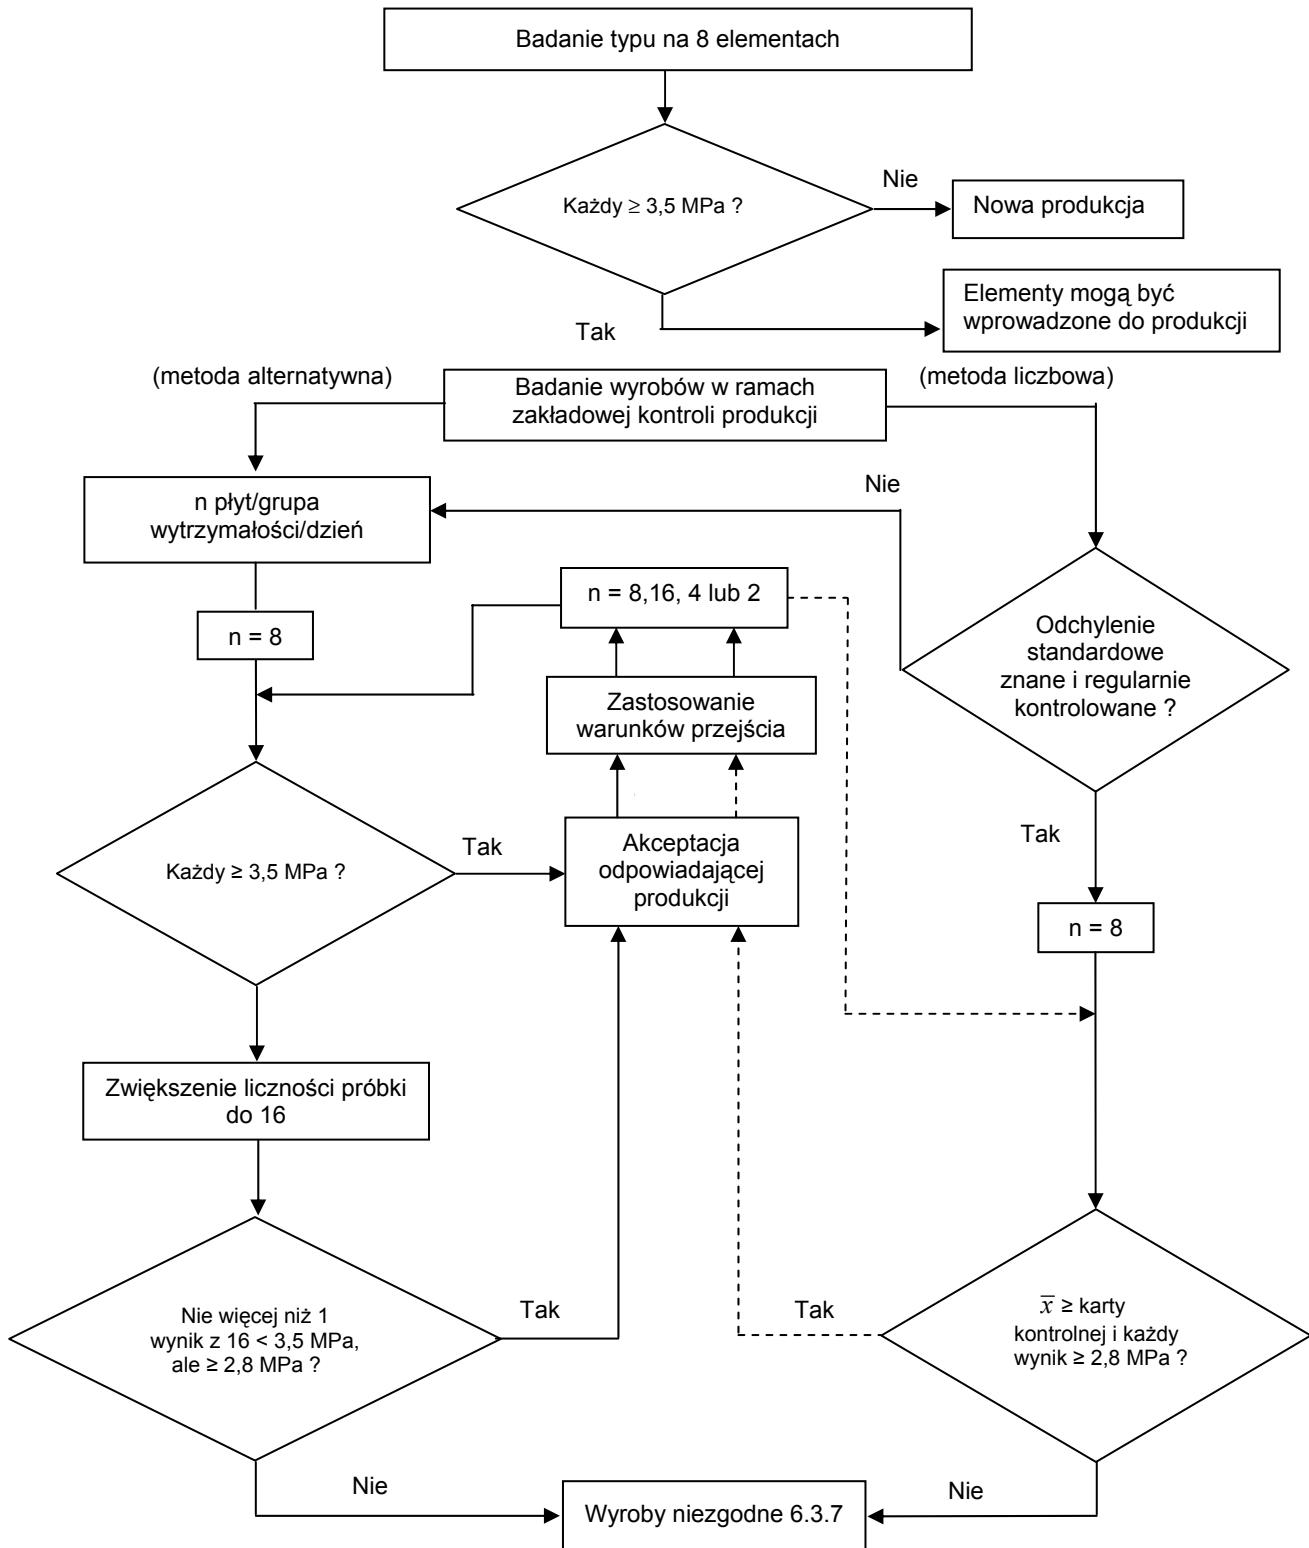 Badanie typu na 8 elementach
Każdy ≥ 3,5 MPa ?
Nie
Nowa produkcja
Tak
Elementy mogą być
wprowadzone do produkcji
(metoda alternatywna)
Badanie wyrobów w ramach
zakładowej kontroli produkcji
(metoda liczbowa)
n płyt/grupa
wytrzymałości/dzień
Nie
n = 8
n = 8,16, 4 lub 2
Odchylenie
standardowe
znane i regularnie
kontrolowane ?
Zastosowanie
warunków przejścia
Każdy ≥ 3,5 MPa ?
Tak
Akceptacja
odpowiadającej
produkcji
Tak
n = 8
Zwiększenie liczności próbki
do 16
Nie więcej niż 1
wynik z 16 < 3,5 MPa,
ale ≥ 2,8 MPa ?
Tak
Tak
x̅ ≥ karty
kontrolnej i każdy
wynik ≥ 2,8 MPa ?
Nie
Wyroby niezgodne 6.3.7
Nie